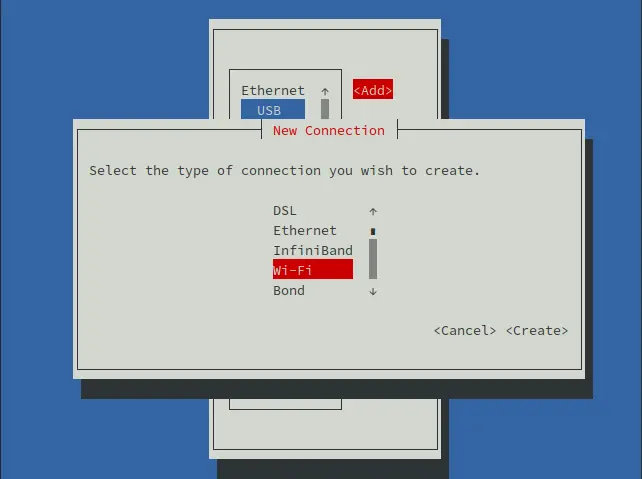 Ethernet ↑ <Add>
USB
New Connection
Select the type of connection you wish to create.
DSL ↑
Ethernet
InfiniBand
Wi-Fi
Bond ↓
<Cancel> <Create>